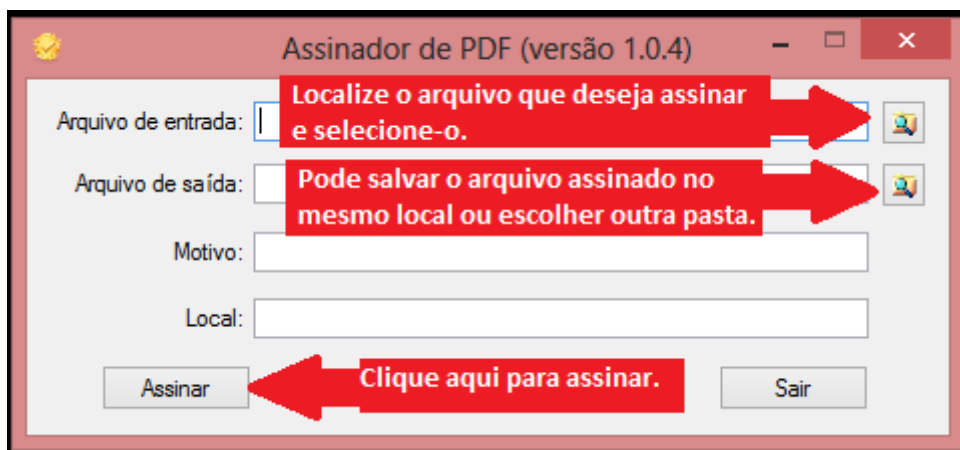 Assinador de PDF (versão 1.0.4)
Arquivo de entrada:
Localize o arquivo que deseja assinar
e selecione-o.
Arquivo de saída:
Pode salvar o arquivo assinado no
mesmo local ou escolher outra pasta.
Motivo:
Local:
Assinar
Clique aqui para assinar.
Sair